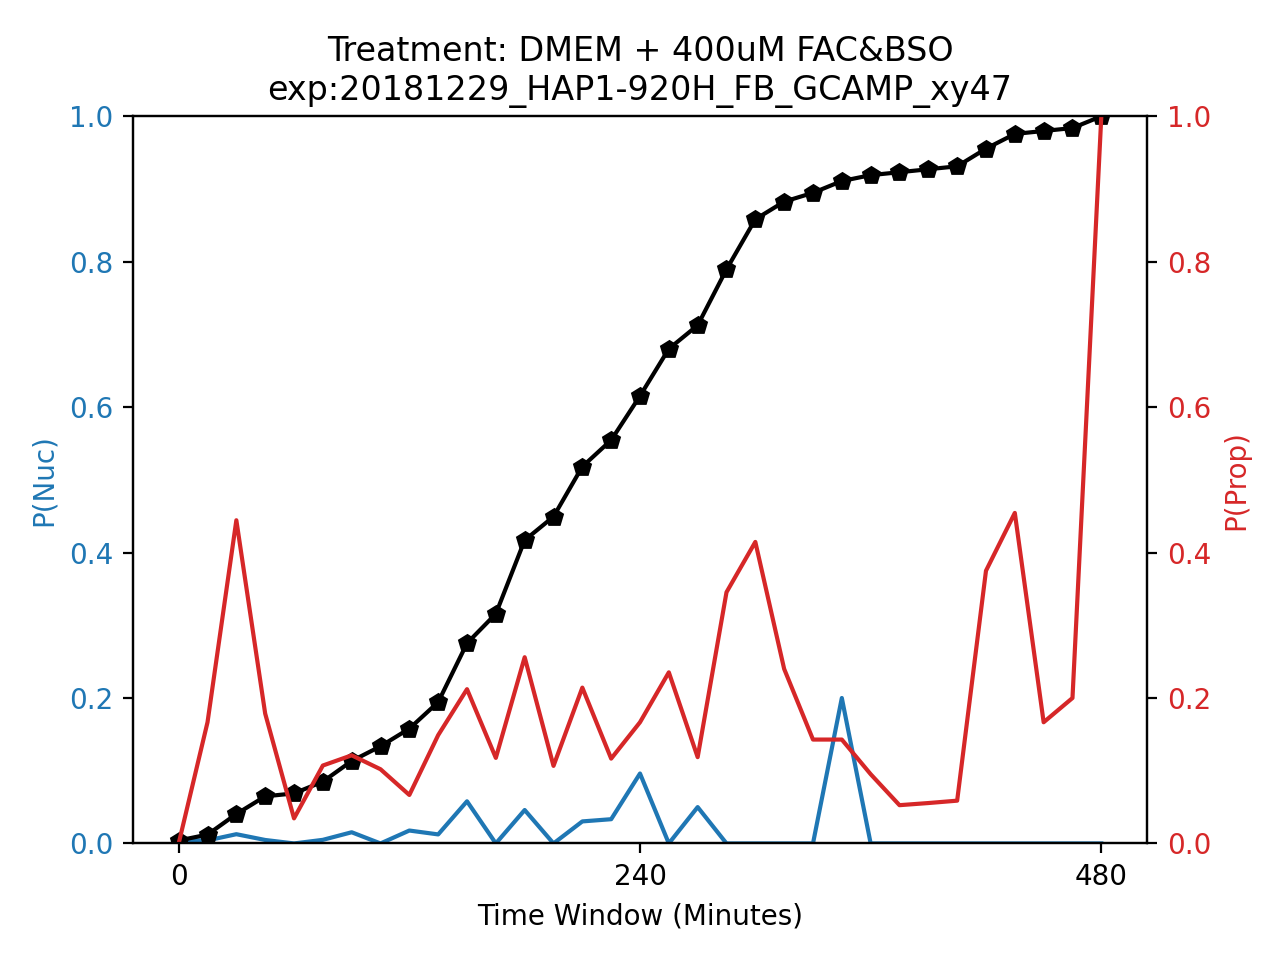 Treatment: DMEM + 400uM FAC&BSO
exp:20181229_HAP1-920H_FB_GCAMP_xy47
1.0
0.8
0.6
0.4
0.2
0.0
P(Nuc)
1.0
0.8
0.6
0.4
0.2
0.0
P(Prop)
0 240 480
Time Window (Minutes)